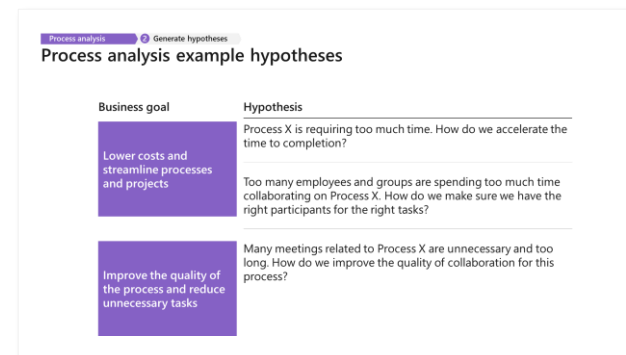 Process analysis
2 Generate hypotheses
Process analysis example hypotheses
Business goal
Hypothesis
Lower costs and
streamline processes
and projects
Process X is requiring too much time. How do we accelerate the
time to completion?
Too many employees and groups are spending too much time
collaborating on Process X. How do we make sure we have the
right participants for the right tasks?
Improve the quality of
the process and reduce
unnecessary tasks
Many meetings related to Process X are unnecessary and too
long. How do we improve the quality of collaboration for this
process?